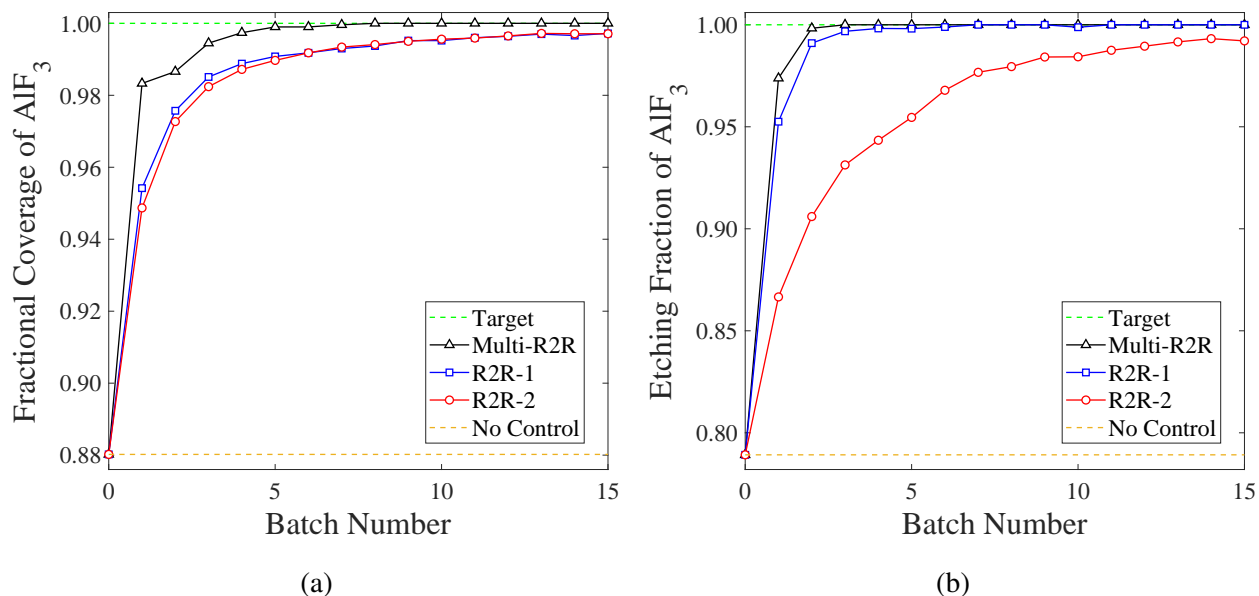 1.00
0.98
0.96
0.94
0.92
0.90
0.88
Fractional Coverage of AlF3
0
5
10
15
Batch Number
Target
Multi-R2R
R2R-1
R2R-2
No Control
(a)
1.00
0.95
0.90
0.85
0.80
Etching Fraction of AlF3
0
5
10
15
Batch Number
Target
Multi-R2R
R2R-1
R2R-2
No Control
(b)